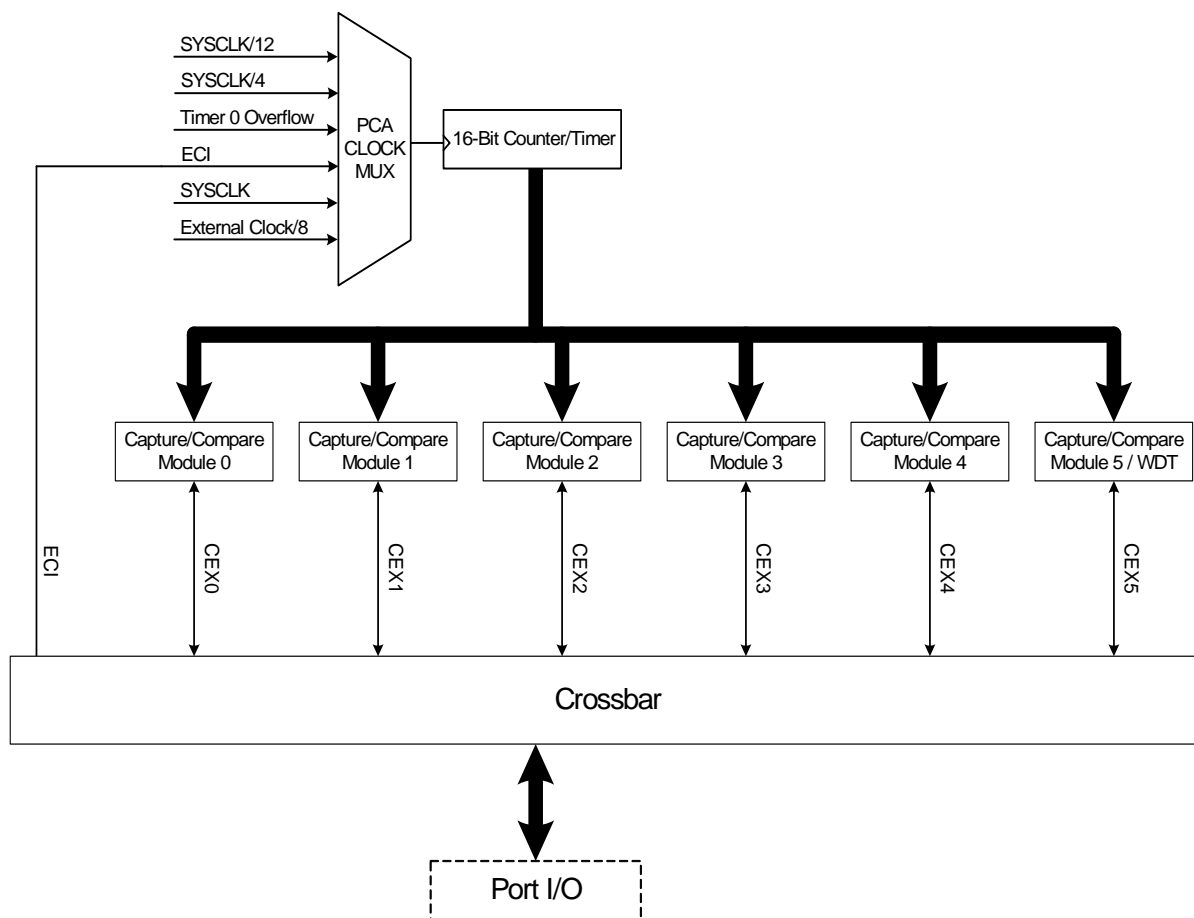 SYSCLK/12
SYSCLK/4
Timer 0 Overflow
ECI
SYSCLK
External Clock/8
PCA
CLOCK
MUX
16-Bit Counter/Timer
Capture/Compare
Module 0
Capture/Compare
Module 1
Capture/Compare
Module 2
Capture/Compare
Module 3
Capture/Compare
Module 4
Capture/Compare
Module 5 / WDT
ECI
CEX0
CEX1
CEX2
CEX3
CEX4
CEX5
Crossbar
Port I/O